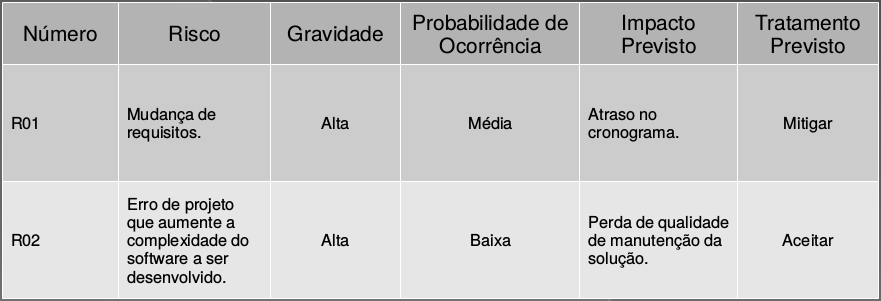 Número
Risco
Gravidade
Probabilidade de
Ocorrência
Impacto
Previsto
Tratamento
Previsto
R01
Mudança de
requisitos.
Alta
Média
Atraso no
cronograma.
Mitigar
R02
Erro de projeto
que aumente a
complexidade do
software a ser
desenvolvido.
Alta
Baixa
Perda de qualidade
de manutenção da
solução.
Aceitar